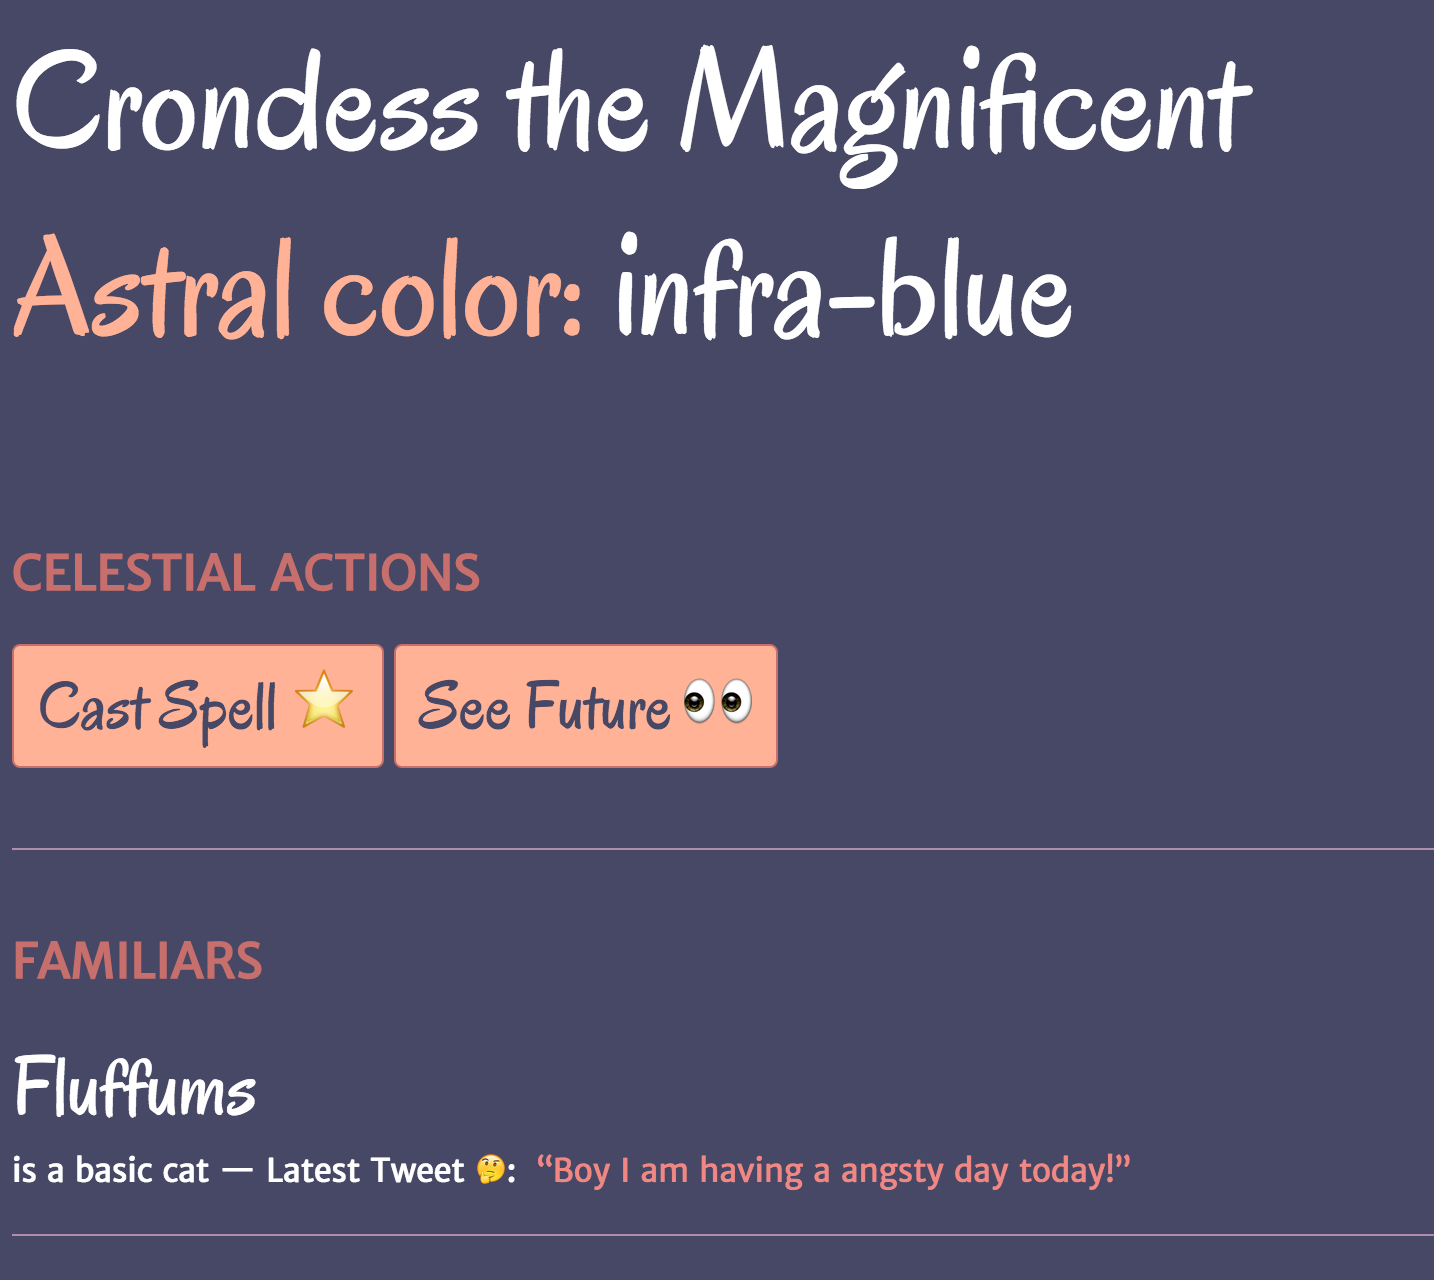 Crondess the Magnificent
Astral color: infra-blue
CELESTIAL ACTIONS
Cast Spell ⭐
See Future 👀
FAMILIARS
Fluffums
is a basic cat — Latest Tweet 🤔: “Boy I am having a angsty day today!”